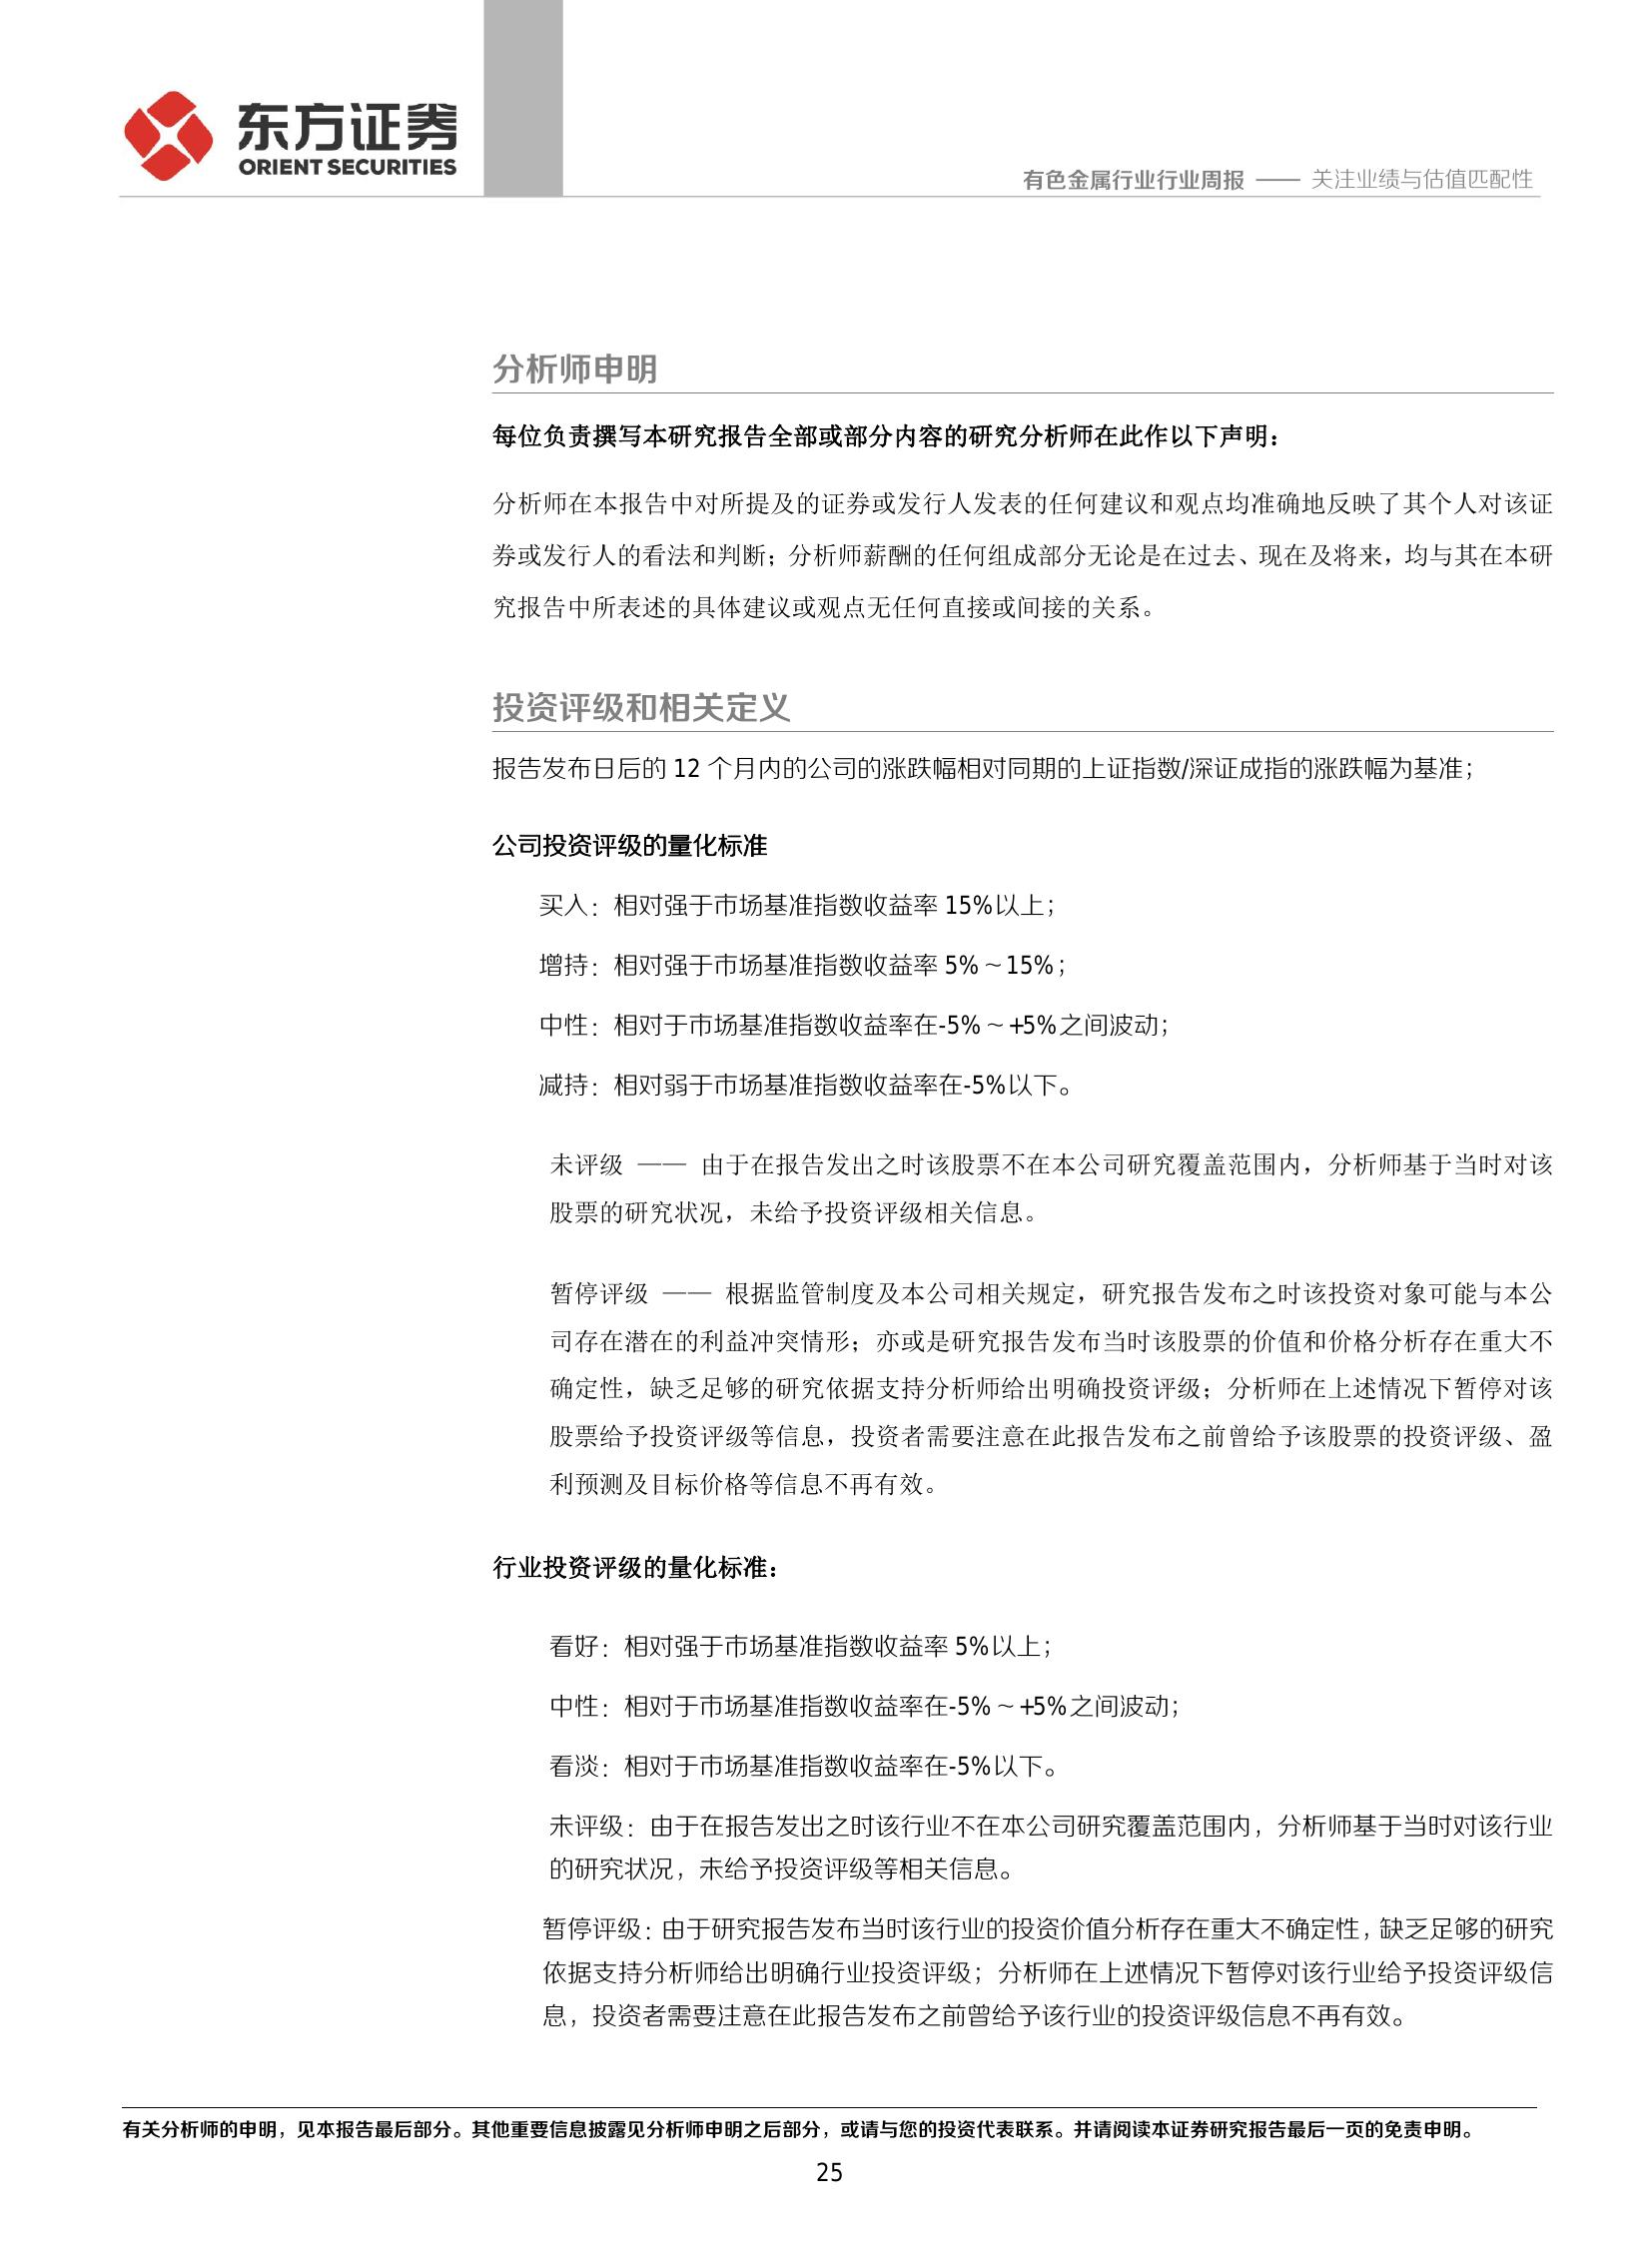 东方证券
ORIENT SECURITIES
有色金属行业行业周报 —— 关注业绩与估值匹配性
分析师申明
每位负责撰写本研究报告全部或部分内容的研究分析师在此作以下声明：
分析师在本报告中对所提及的证券或发行人发表的任何建议和观点均准确地反映了其个人对该证
券或发行人的看法和判断；分析师薪酬的任何组成部分无论是在过去、现在及将来，均与其在本研
究报告中所表述的具体建议或观点无任何直接或间接的关系。
投资评级和相关定义
报告发布日后的 12 个月内的公司的涨跌幅相对同期的上证指数/深证成指的涨跌幅为基准；
公司投资评级的量化标准
买入：相对强于市场基准指数收益率 15%以上；
增持：相对强于市场基准指数收益率 5%～15%；
中性：相对于市场基准指数收益率在-5%～+5%之间波动；
减持：相对弱于市场基准指数收益率在-5%以下。
未评级 —— 由于在报告发出之时该股票不在本公司研究覆盖范围内，分析师基于当时对该
股票的研究状况，未给予投资评级相关信息。
暂停评级 —— 根据监管制度及本公司相关规定，研究报告发布之时该投资对象可能与本公
司存在潜在的利益冲突情形；亦或是研究报告发布当时该股票的价值和价格分析存在重大不
确定性，缺乏足够的研究依据支持分析师给出明确投资评级；分析师在上述情况下暂停对该
股票给予投资评级等信息，投资者需要注意在此报告发布之前曾给予该股票的投资评级、盈
利预测及目标价格等信息不再有效。
行业投资评级的量化标准：
看好：相对强于市场基准指数收益率 5%以上；
中性：相对于市场基准指数收益率在-5%～+5%之间波动；
看淡：相对于市场基准指数收益率在-5%以下。
未评级：由于在报告发出之时该行业不在本公司研究覆盖范围内，分析师基于当时对该行业
的研究状况，未给予投资评级等相关信息。
暂停评级：由于研究报告发布当时该行业的投资价值分析存在重大不确定性，缺乏足够的研究
依据支持分析师给出明确行业投资评级；分析师在上述情况下暂停对该行业给予投资评级信
息，投资者需要注意在此报告发布之前曾给予该行业的投资评级信息不再有效。
有关分析师的申明，见本报告最后部分。其他重要信息披露见分析师申明之后部分，或请与您的投资代表联系。并请阅读本证券研究报告最后一页的免责申明。
25